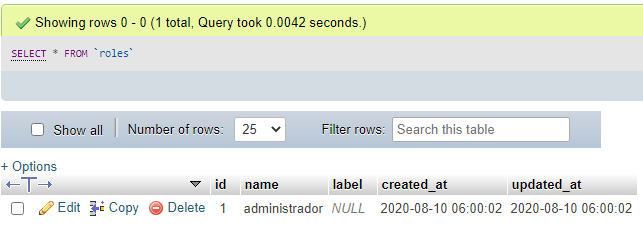 Showing rows 0 - 0 (1 total, Query took 0.0042 seconds.)
SELECT * FROM `roles`
Show all Number of rows: 25 Filter rows: Search this table
+ Options
←T→ id name label created_at updated_at
Edit Copy Delete 1 administrador NULL 2020-08-10 06:00:02 2020-08-10 06:00:02